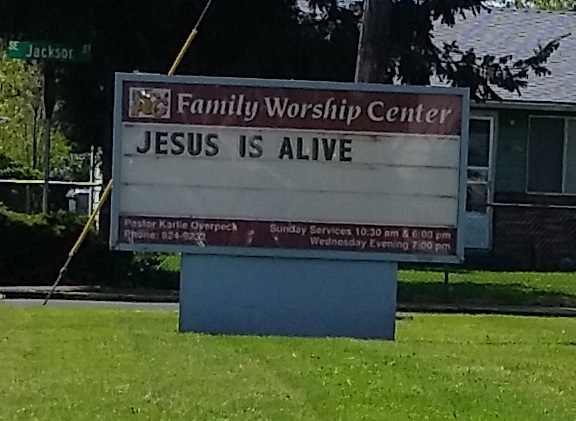 SE Jackson ST
Family Worship Center
JESUS IS ALIVE
Pastor Karlie Overpeck
Phone:
Sunday Services 10:30 am & 6:00 pm
Wednesday Evening 7:00 pm